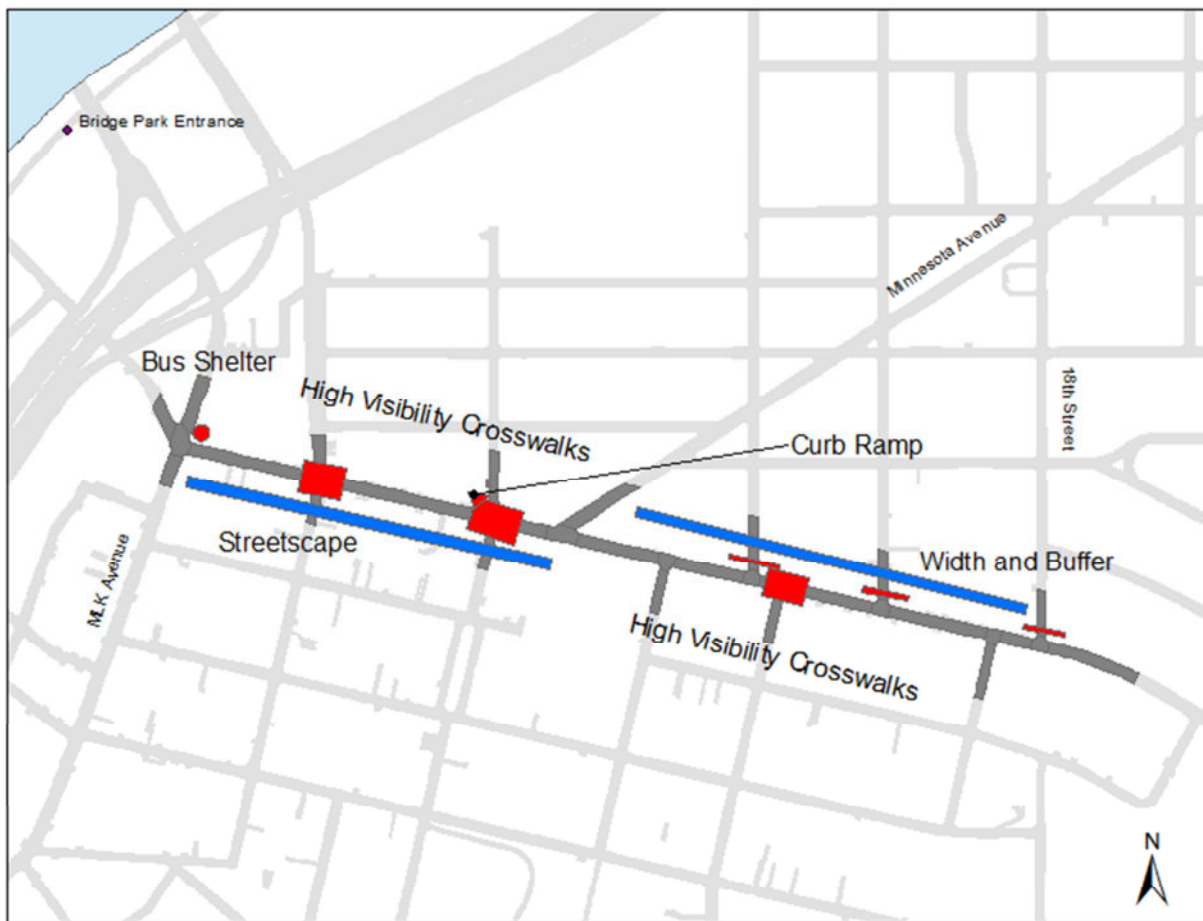 Bridge Park Entrance
Minnesota Avenue
Bus Shelter
18th Street
High Visibility Crosswalks
Curb Ramp
Streetscape
Width and Buffer
MLK Avenue
High Visibility Crosswalks
N